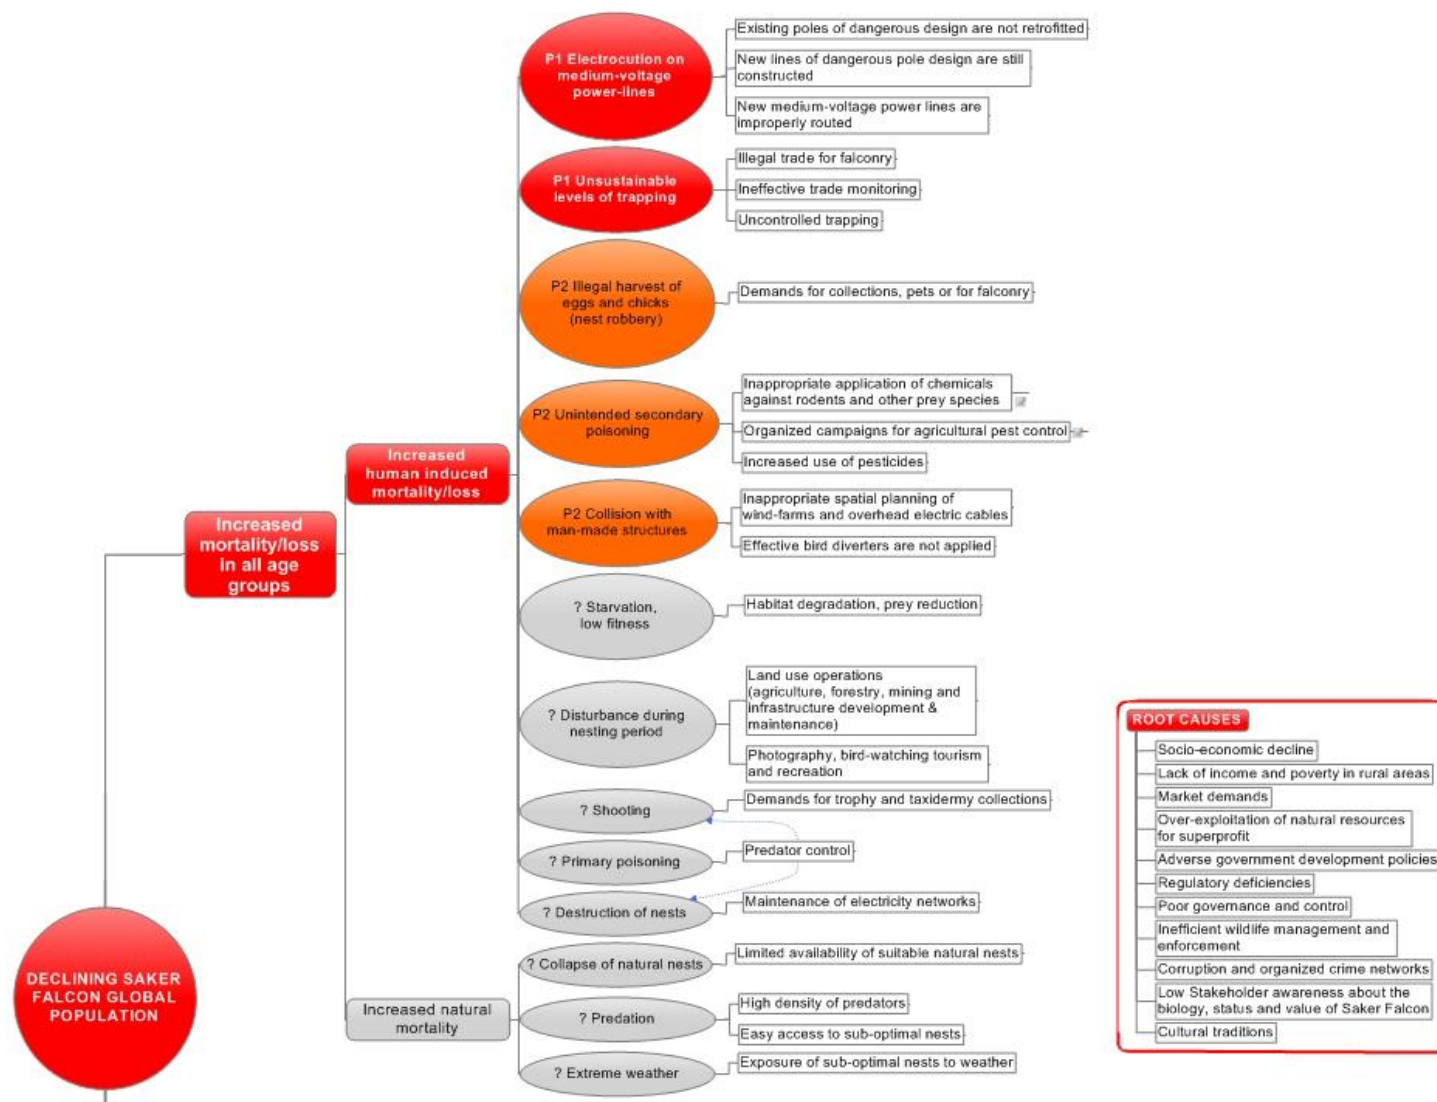 DECLINING SAKER
FALCON GLOBAL
POPULATION
Increased
mortality/loss
in all age
groups
Increased
human induced
mortality/loss
P1 Electrocution on
medium-voltage
power-lines
Existing poles of dangerous design are not retrofitted
New lines of dangerous pole design are still
constructed
New medium-voltage power lines are
improperly routed
P1 Unsustainable
levels of trapping
Illegal trade for falconry
Ineffective trade monitoring
Uncontrolled trapping
P2 Illegal harvest of
eggs and chicks
(nest robbery)
Demands for collections, pets or for falconry
P2 Unintended secondary
poisoning
Inappropriate application of chemicals
against rodents and other prey species
Organized campaigns for agricultural pest control
Increased use of pesticides
P2 Collision with
man-made structures
Inappropriate spatial planning of
wind-farms and overhead electric cables
Effective bird diverters are not applied
? Starvation,
low fitness
Habitat degradation, prey reduction
? Disturbance during
nesting period
Land use operations
(agriculture, forestry, mining and
infrastructure development &
maintenance)
Photography, bird-watching tourism
and recreation
? Shooting
Demands for trophy and taxidermy collections
? Primary poisoning
Predator control
? Destruction of nests
Maintenance of electricity networks
Increased natural
mortality
? Collapse of natural nests
Limited availability of suitable natural nests
? Predation
High density of predators
Easy access to sub-optimal nests
? Extreme weather
Exposure of sub-optimal nests to weather
ROOT CAUSES
Socio-economic decline
Lack of income and poverty in rural areas
Market demands
Over-exploitation of natural resources
for superprofit
Adverse government development policies
Regulatory deficiencies
Poor governance and control
Inefficient wildlife management and
enforcement
Corruption and organized crime networks
Low Stakeholder awareness about the
biology, status and value of Saker Falcon
Cultural traditions